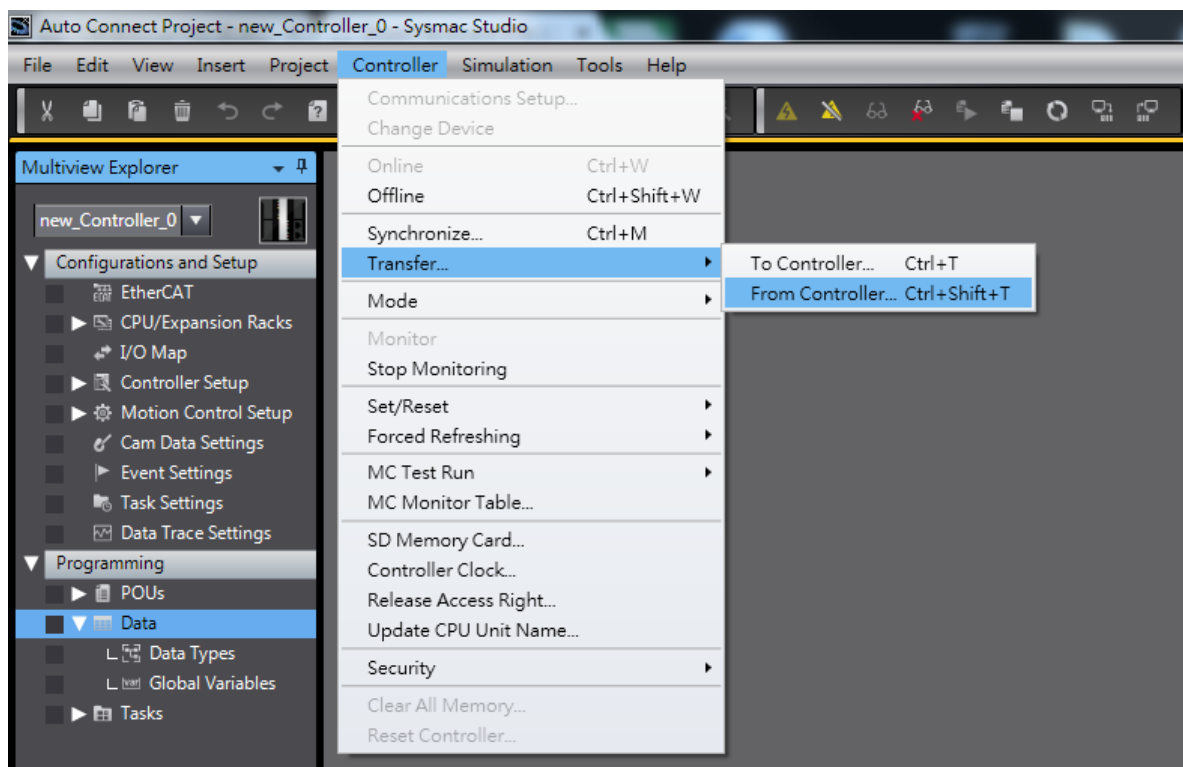 Auto Connect Project - new_Controller_0 - Sysmac Studio
File Edit View Insert Project Controller Simulation Tools Help
Multiview Explorer
new_Controller_0
Configurations and Setup
EtherCAT
CPU/Expansion Racks
I/O Map
Controller Setup
Motion Control Setup
Cam Data Settings
Event Settings
Task Settings
Data Trace Settings
Programming
POUs
Data
Data Types
Global Variables
Tasks
Communications Setup...
Change Device
Online Ctrl+W
Offline Ctrl+Shift+W
Synchronize... Ctrl+M
Transfer...
Mode
Monitor
Stop Monitoring
Set/Reset
Forced Refreshing
MC Test Run
MC Monitor Table...
SD Memory Card...
Controller Clock...
Release Access Right...
Update CPU Unit Name...
Security
Clear All Memory...
Reset Controller...
To Controller... Ctrl+T
From Controller... Ctrl+Shift+T